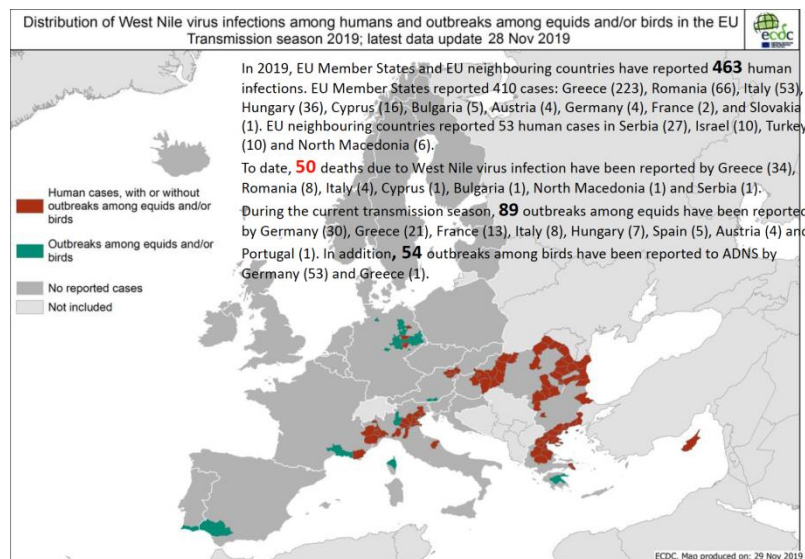 Distribution of West Nile virus infections among humans and outbreaks among equids and/or birds in the EU
Transmission season 2019; latest data update 28 Nov 2019
ecdc
In 2019, EU Member States and EU neighbouring countries have reported 463 human
infections. EU Member States reported 410 cases: Greece (223), Romania (66), Italy (53),
Hungary (36), Cyprus (16), Bulgaria (5), Austria (4), Germany (4), France (2), and Slovakia
(1). EU neighbouring countries reported 53 human cases in Serbia (27), Israel (10), Turkey
(10) and North Macedonia (6).
To date, 50 deaths due to West Nile virus infection have been reported by Greece (34),
Romania (8), Italy (4), Cyprus (1), Bulgaria (1), North Macedonia (1) and Serbia (1).
During the current transmission season, 89 outbreaks among equids have been reported
by Germany (30), Greece (21), France (13), Italy (8), Hungary (7), Spain (5), Austria (4) and
Portugal (1). In addition, 54 outbreaks among birds have been reported to ADNS by
Germany (53) and Greece (1).
Human cases, with or without
outbreaks among equids and/or
birds
Outbreaks among equids and/or
birds
No reported cases
Not included
ECDC. Map produced on: 29 Nov 2019